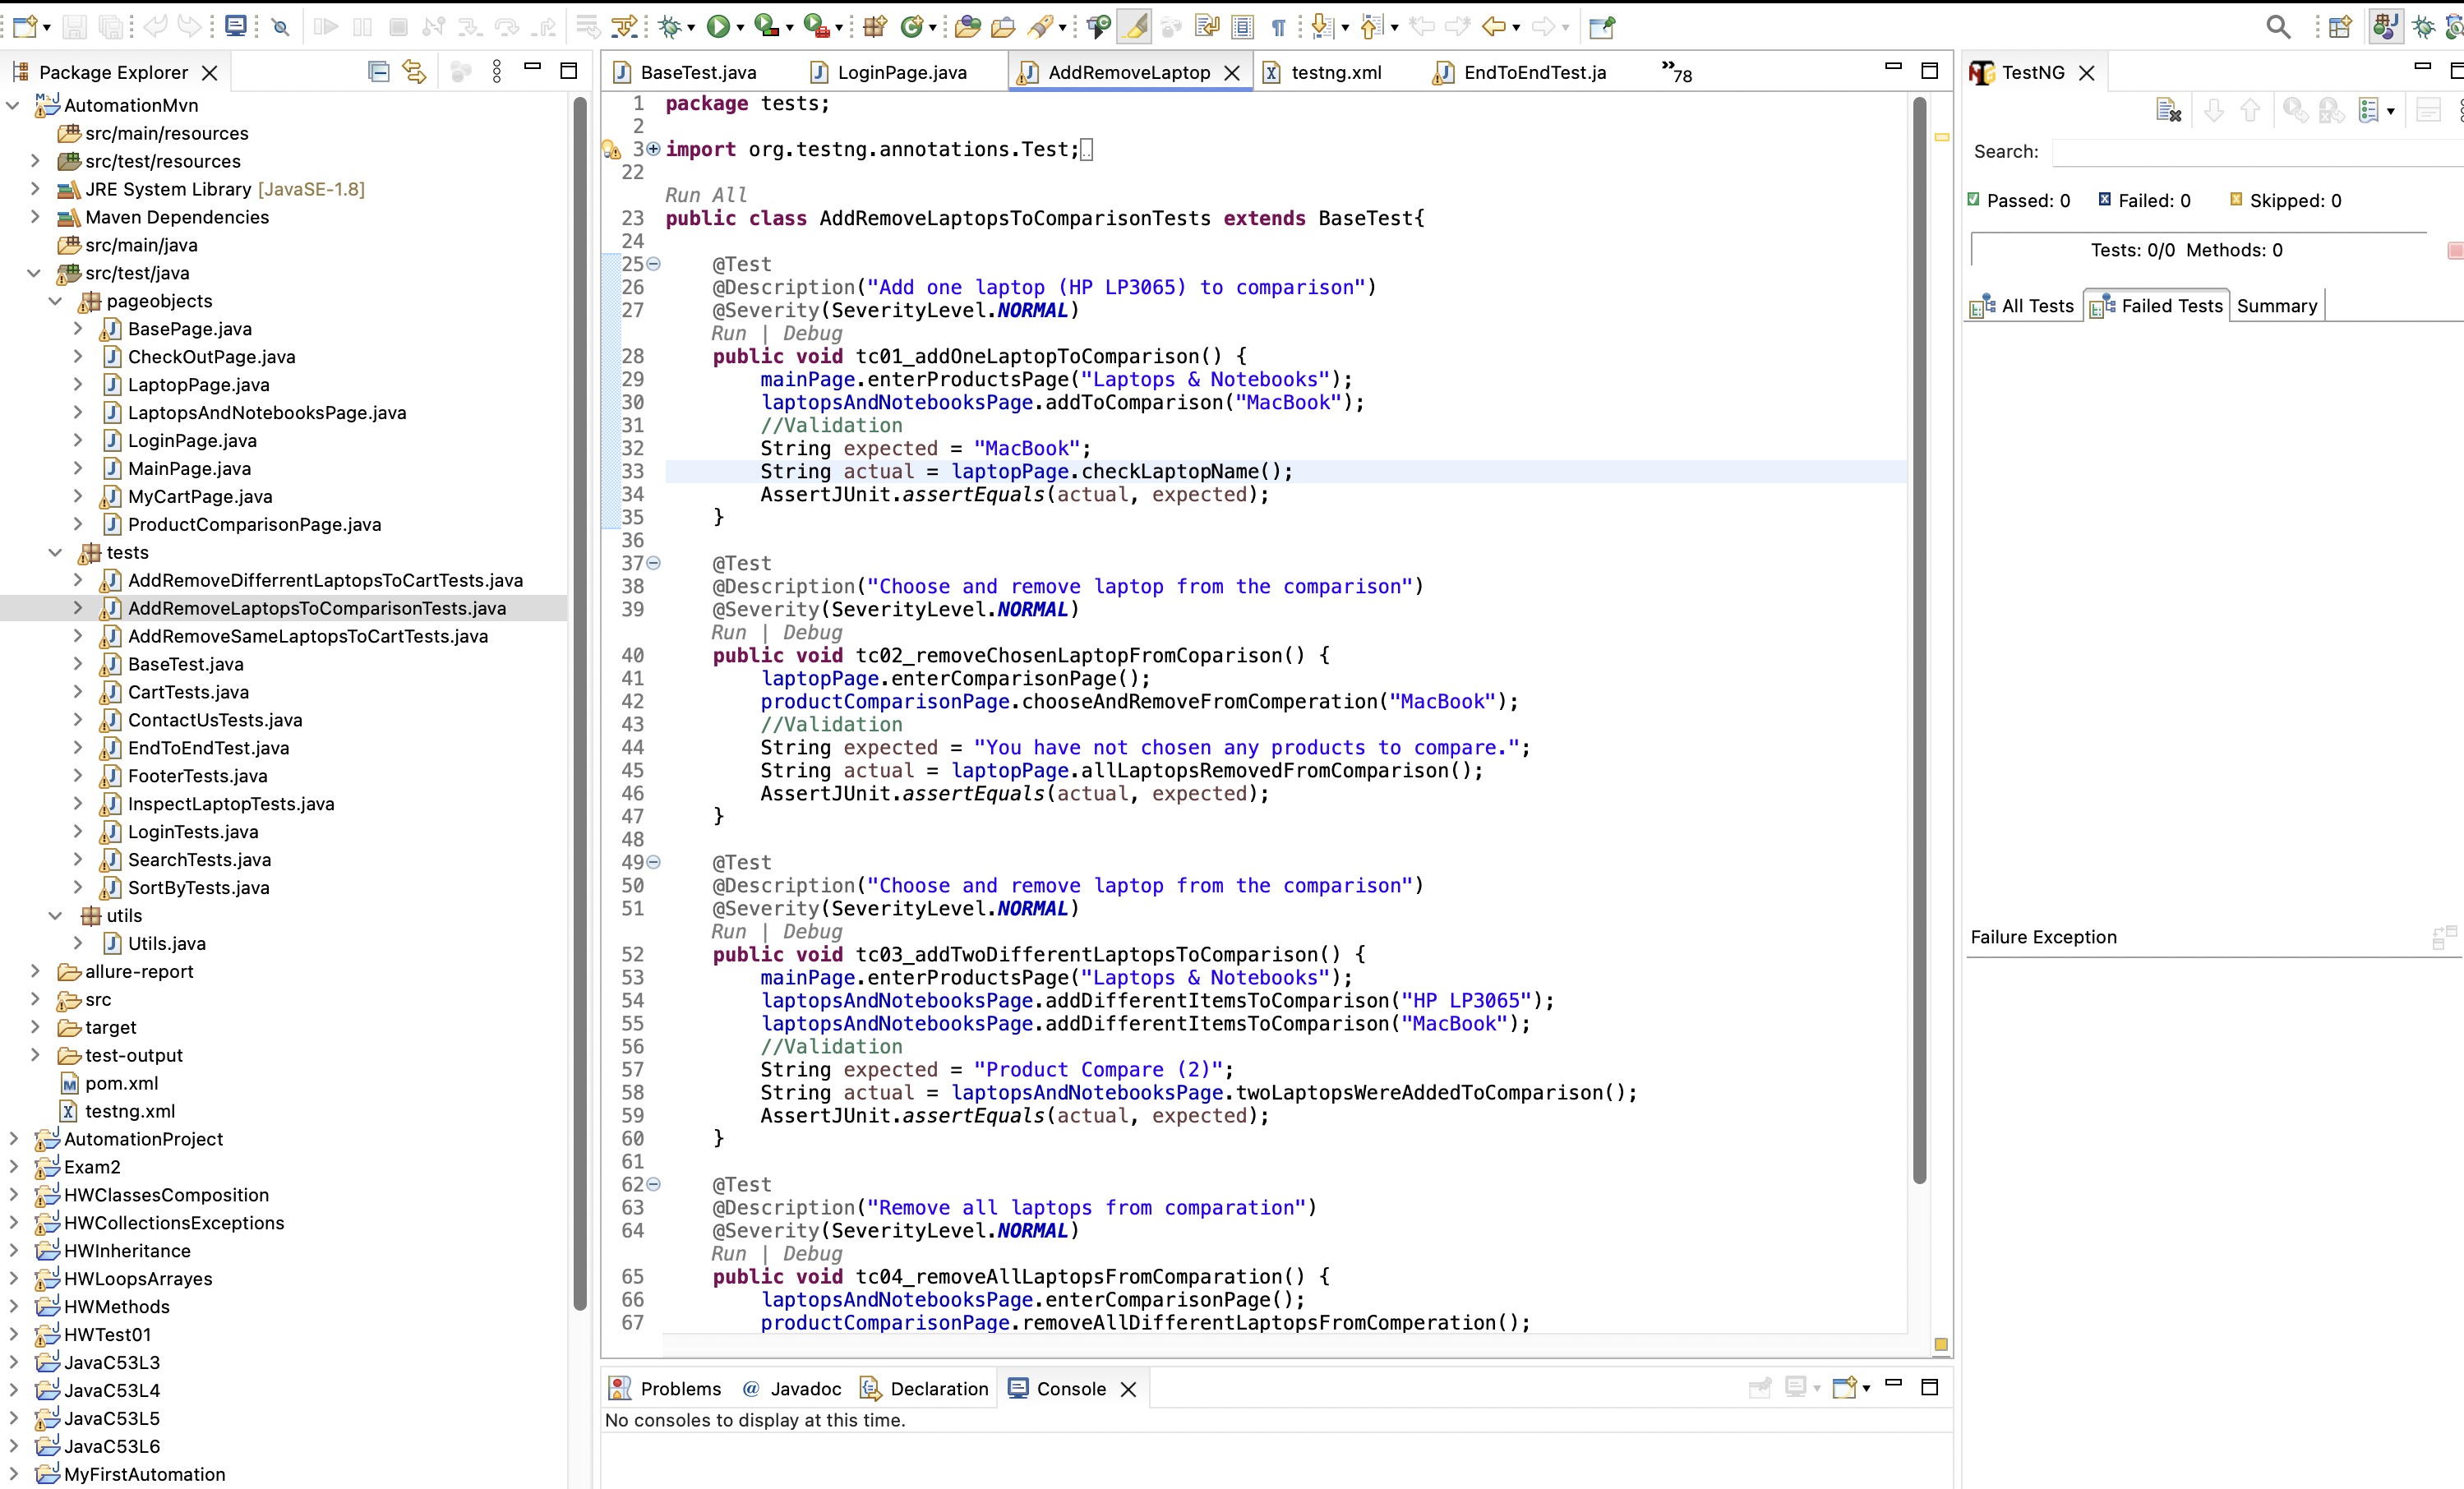 Package Explorer
AutomationMvn
src/main/resources
src/test/resources
JRE System Library [JavaSE-1.8]
Maven Dependencies
src/main/java
src/test/java
pageobjects
BasePage.java
CheckOutPage.java
LaptopPage.java
LaptopsAndNotebooksPage.java
LoginPage.java
MainPage.java
MyCartPage.java
ProductComparisonPage.java
tests
AddRemoveDifferrentLaptopsToCartTests.java
AddRemoveLaptopsToComparisonTests.java
AddRemoveSameLaptopsToCartTests.java
BaseTest.java
CartTests.java
ContactUsTests.java
EndToEndTest.java
FooterTests.java
InspectLaptopTests.java
LoginTests.java
SearchTests.java
SortByTests.java
utils
Utils.java
allure-report
src
target
test-output
pom.xml
testng.xml
AutomationProject
Exam2
HWClassesComposition
HWCollectionsExceptions
HWInheritance
HWLoopsArrayes
HWMethods
HWTest01
JavaC53L3
JavaC53L4
JavaC53L5
JavaC53L6
MyFirstAutomation
BaseTest.java LoginPage.java AddRemoveLaptop testng.xml EndToEndTest.ja »78
1 package tests;
2
3 import org.testng.annotations.Test;
22
Run All
23 public class AddRemoveLaptopsToComparisonTests extends BaseTest{
24
25 @Test
26 @Description("Add one laptop (HP LP3065) to comparison")
27 @Severity(SeverityLevel.NORMAL)
Run | Debug
28 public void tc01_addOneLaptopToComparison() {
29 mainPage.enterProductsPage("Laptops & Notebooks");
30 laptopsAndNotebooksPage.addToComparison("MacBook");
31 //Validation
32 String expected = "MacBook";
33 String actual = laptopPage.checkLaptopName();
34 AssertJUnit.assertEquals(actual, expected);
35 }
36
37 @Test
38 @Description("Choose and remove laptop from the comparison")
39 @Severity(SeverityLevel.NORMAL)
Run | Debug
40 public void tc02_removeChosenLaptopFromCoparison() {
41 laptopPage.enterComparisonPage();
42 productComparisonPage.chooseAndRemoveFromComperation("MacBook");
43 //Validation
44 String expected = "You have not chosen any products to compare.";
45 String actual = laptopPage.allLaptopsRemovedFromComparison();
46 AssertJUnit.assertEquals(actual, expected);
47 }
48
49 @Test
50 @Description("Choose and remove laptop from the comparison")
51 @Severity(SeverityLevel.NORMAL)
Run | Debug
52 public void tc03_addTwoDifferentLaptopsToComparison() {
53 mainPage.enterProductsPage("Laptops & Notebooks");
54 laptopsAndNotebooksPage.addDifferentItemsToComparison("HP LP3065");
55 laptopsAndNotebooksPage.addDifferentItemsToComparison("MacBook");
56 //Validation
57 String expected = "Product Compare (2)";
58 String actual = laptopsAndNotebooksPage.twoLaptopsWereAddedToComparison();
59 AssertJUnit.assertEquals(actual, expected);
60 }
61
62 @Test
63 @Description("Remove all laptops from comparation")
64 @Severity(SeverityLevel.NORMAL)
Run | Debug
65 public void tc04_removeAllLaptopsFromComparation() {
66 laptopsAndNotebooksPage.enterComparisonPage();
67 productComparisonPage.removeAllDifferentLaptopsFromComperation();
Problems Javadoc Declaration Console
No consoles to display at this time.
TestNG
Search:
Passed: 0 Failed: 0 Skipped: 0
Tests: 0/0 Methods: 0
All Tests Failed Tests Summary
Failure Exception